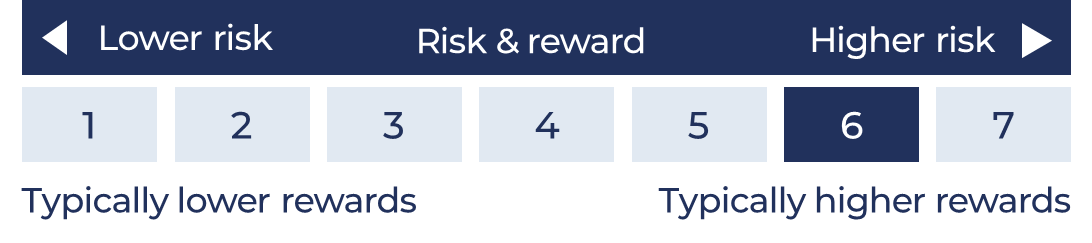 Lower risk Risk & reward Higher risk
1 2 3 4 5 6 7
Typically lower rewards Typically higher rewards